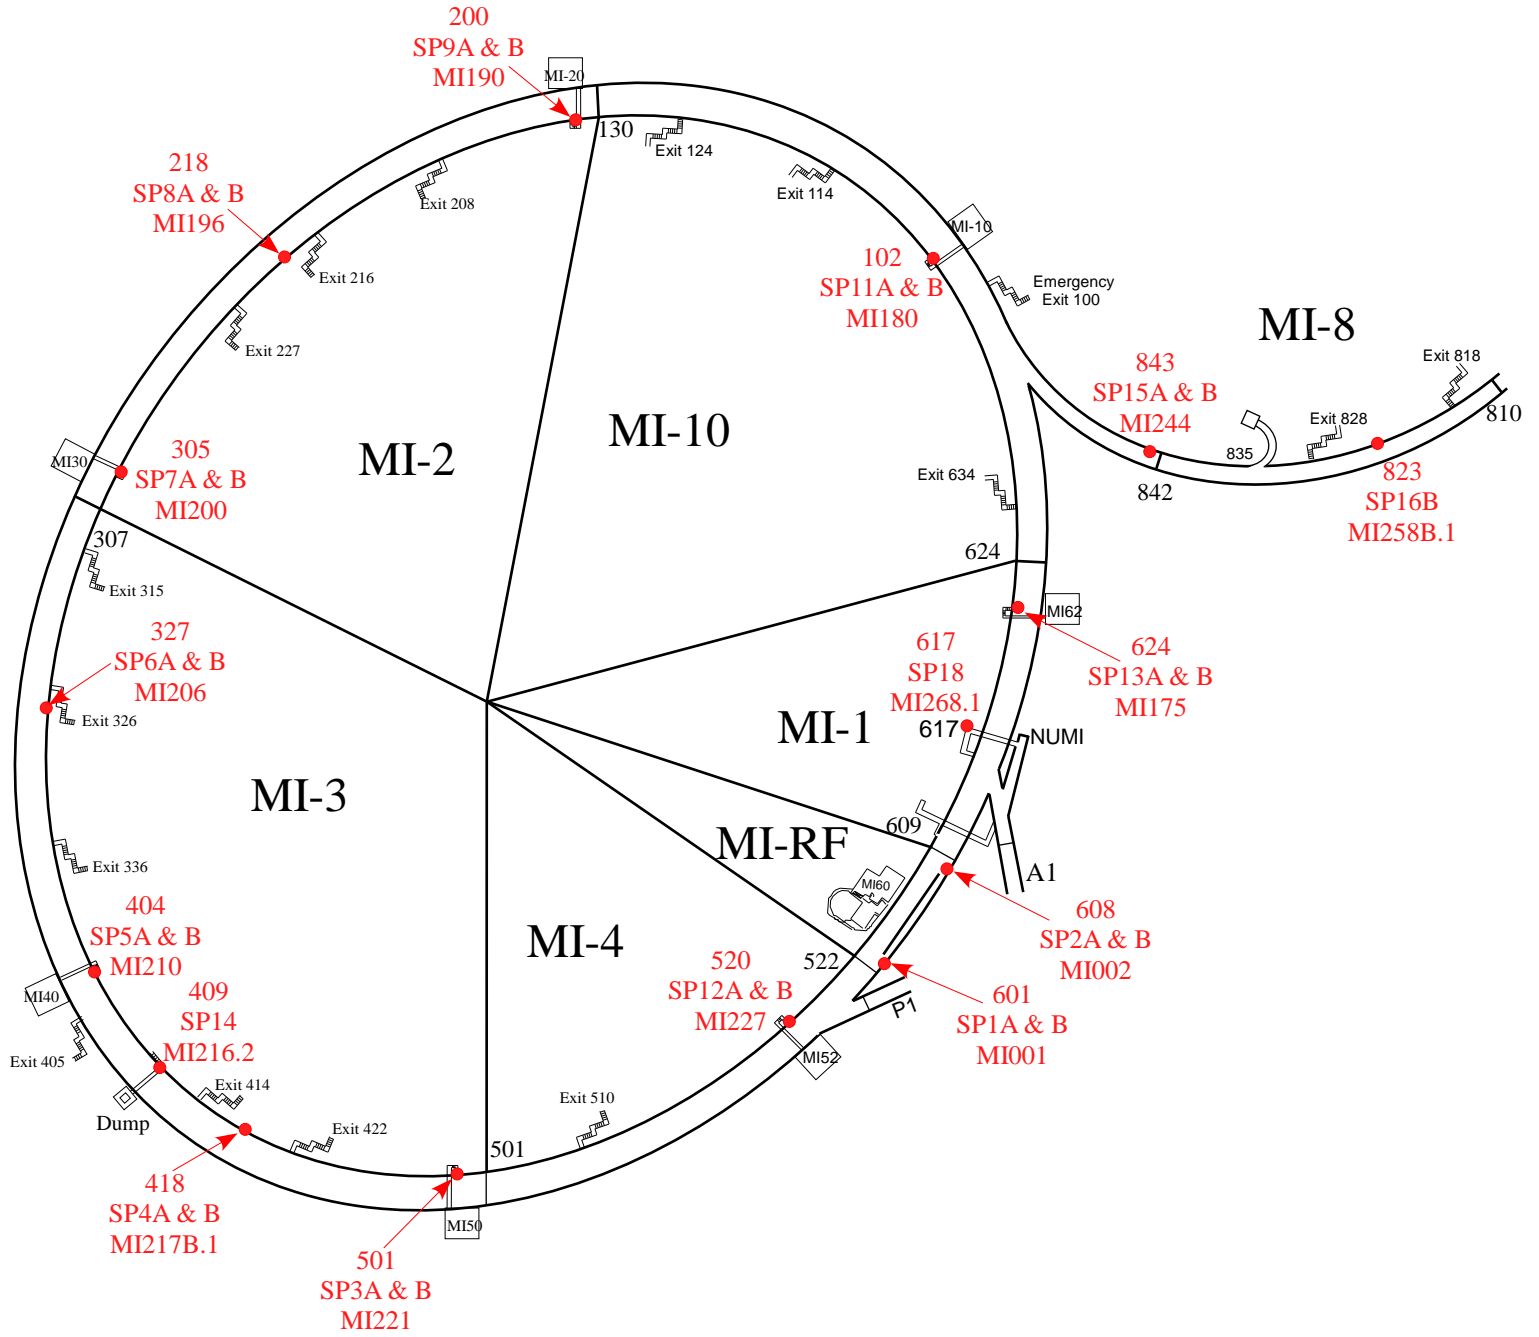 200
SP9A & B
MI190
MI-20
130
Exit 124
218
SP8A & B
MI196
Exit 208
Exit 114
MI-10
Exit 216
102
SP11A & B
MI180
Emergency
Exit 100
MI-8
Exit 227
843
SP15A & B
MI244
Exit 818
810
Exit 828
835
842
823
SP16B
MI258B.1
MI-2
MI-10
MI30
305
SP7A & B
MI200
Exit 634
307
624
Exit 315
MI62
327
SP6A & B
MI206
Exit 326
617
SP18
MI268.1
624
SP13A & B
MI175
MI-1
617
NUMI
MI-3
609
MI-RF
Exit 336
MI60
A1
404
SP5A & B
MI210
MI-4
608
SP2A & B
MI002
MI40
409
SP14
MI216.2
520
SP12A & B
MI227
522
601
SP1A & B
MI001
P1
Exit 405
MI52
Exit 414
Dump
Exit 422
Exit 510
501
418
SP4A & B
MI217B.1
MI50
501
SP3A & B
MI221